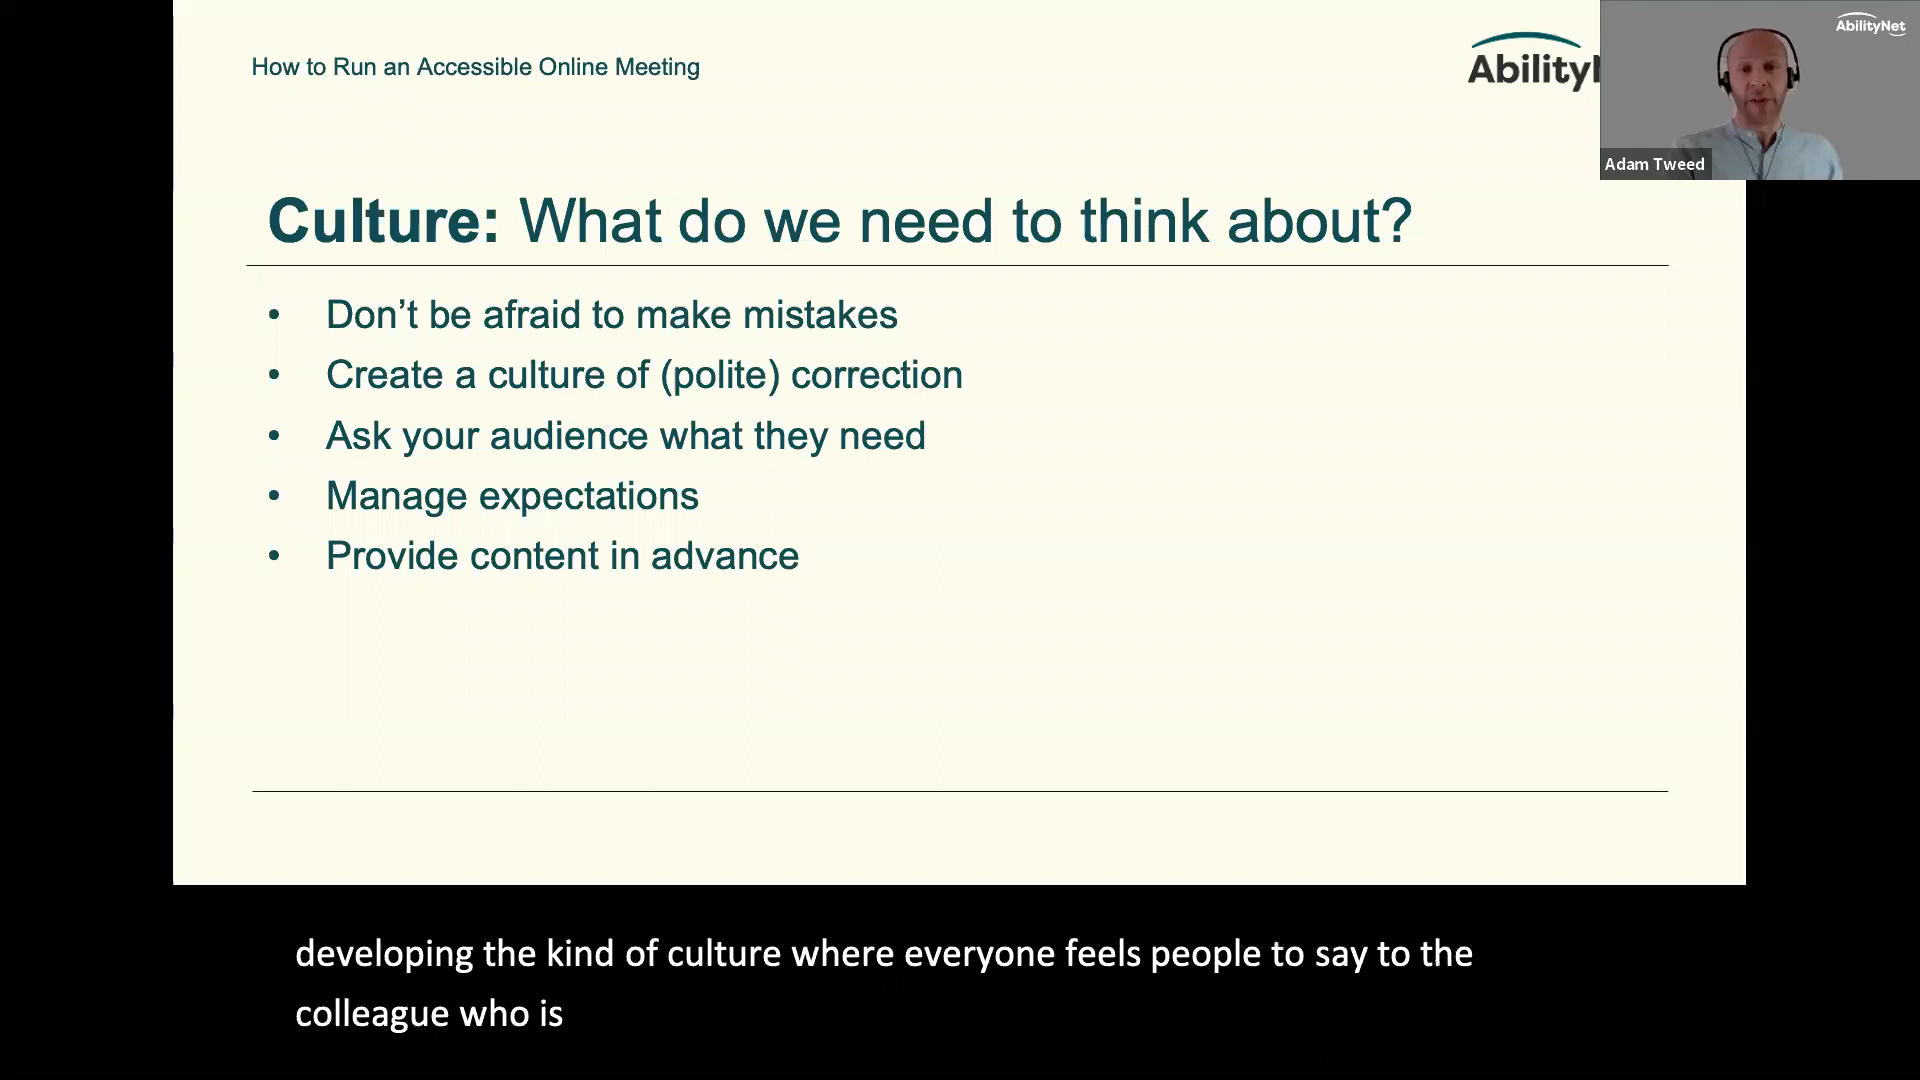 How to Run an Accessible Online Meeting
Ability
AbilityNet
Adam Tweed
Culture: What do we need to think about?
• Don’t be afraid to make mistakes
• Create a culture of (polite) correction
• Ask your audience what they need
• Manage expectations
• Provide content in advance
developing the kind of culture where everyone feels people to say to the
colleague who is